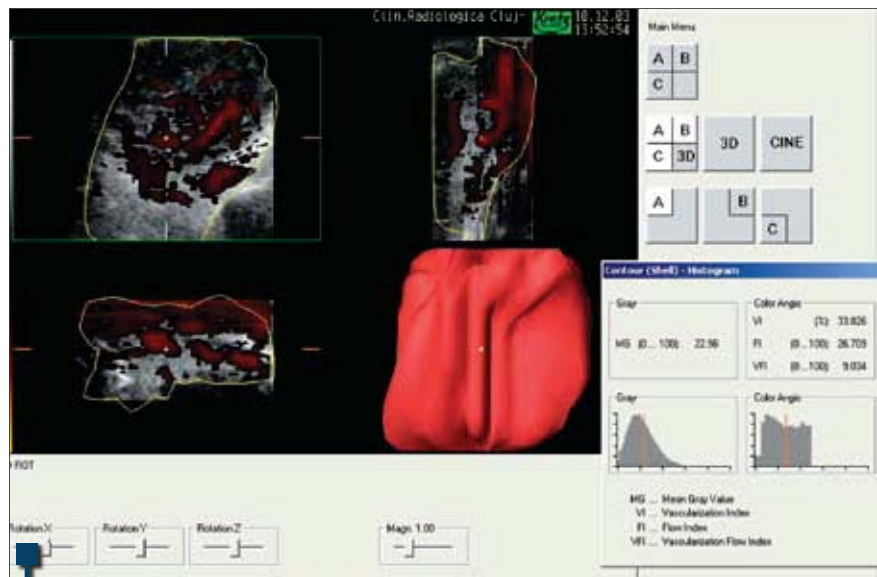 Clin.Radiologica Cluj- Kretz 10.12.03
13:52:54
Main Menu
A B
C
A B
C 3D
3D
CINE
A
B
C
Contour (Shell) - Histogram
Gray
MG (0...100): 22.96
Color Angio
VI (%): 33.826
FI (0...100): 26.709
VFI (0...100): 9.034
Gray
Color Angio
MG ... Mean Gray Value
VI ... Vascularization Index
FI ... Flow Index
VFI ... Vascularization Flow Index
ROT
Rotation X
Rotation Y
Rotation Z
Magn. 1.00